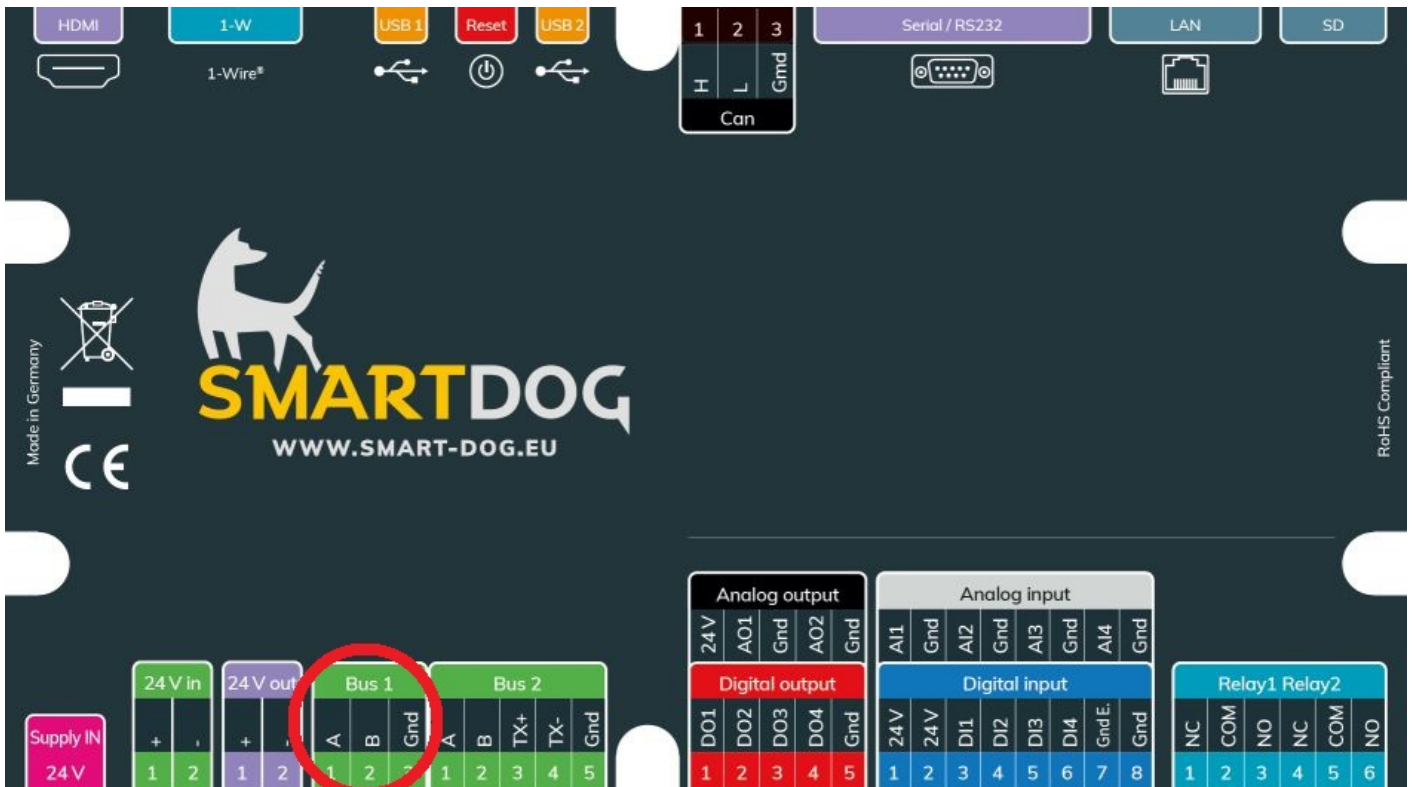 HDMI 1-W USB 1 Reset USB 2 1 2 3 Serial / RS232 LAN SD
1-Wire®
H L Gmd
Can
Made in Germany
CE
SMARTDOG
WWW.SMART-DOG.EU
RoHS Compliant
Analog output Analog input
24 V AO1 Gnd AO2 Gnd AI1 Gnd AI2 Gnd AI3 Gnd AI4 Gnd
24 V in 24 V out Bus 1 Bus 2 Digital output Digital input Relay1 Relay2
Supply IN + - + - A B Gnd A B TX+ TX- Gnd DO1 DO2 DO3 DO4 Gnd 24 V 24 V DI1 DI2 DI3 DI4 Gnd E. Gnd NC COM NO NC COM NO
24 V 1 2 1 2 1 2 3 1 2 3 4 5 1 2 3 4 5 1 2 3 4 5 6 7 8 1 2 3 4 5 6